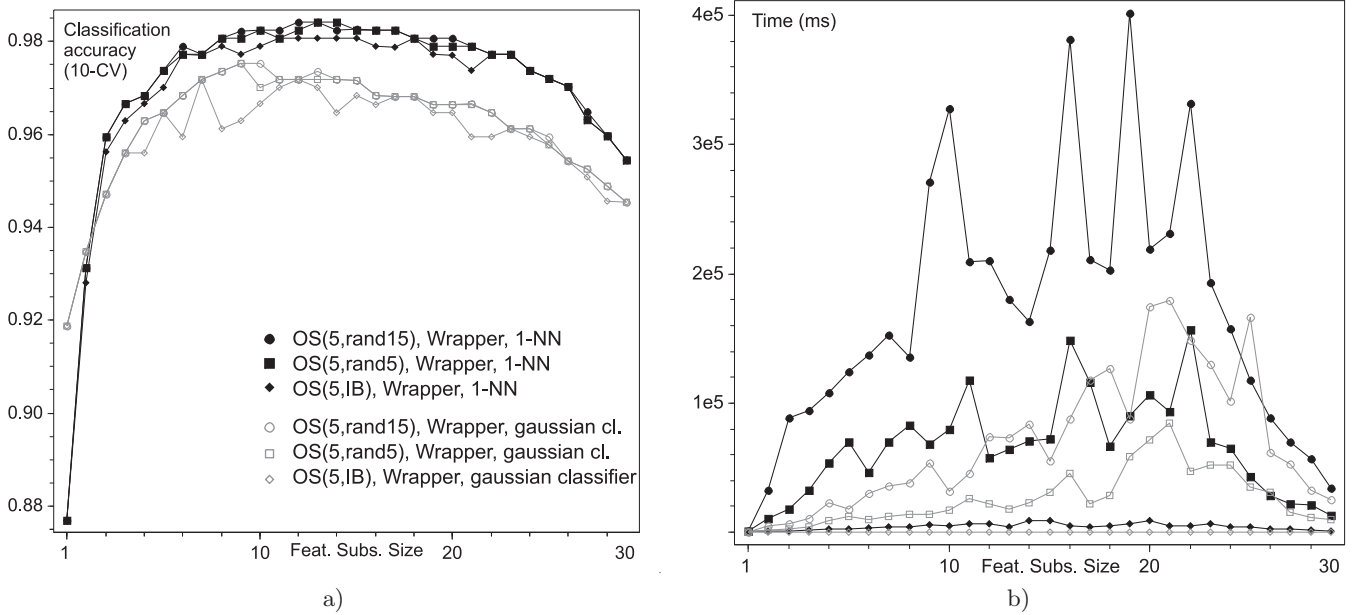 Classification
accuracy
(10-CV)
0.98
0.96
0.94
0.92
0.90
0.88
OS(5,rand15), Wrapper, 1-NN
OS(5,rand5), Wrapper, 1-NN
OS(5,IB), Wrapper, 1-NN
OS(5,rand15), Wrapper, gaussian cl.
OS(5,rand5), Wrapper, gaussian cl.
OS(5,IB), Wrapper, gaussian classifier
1
10
Feat. Subs. Size
20
30
a)
Time (ms)
4e5
3e5
2e5
1e5
1
10
Feat. Subs. Size
20
30
b)